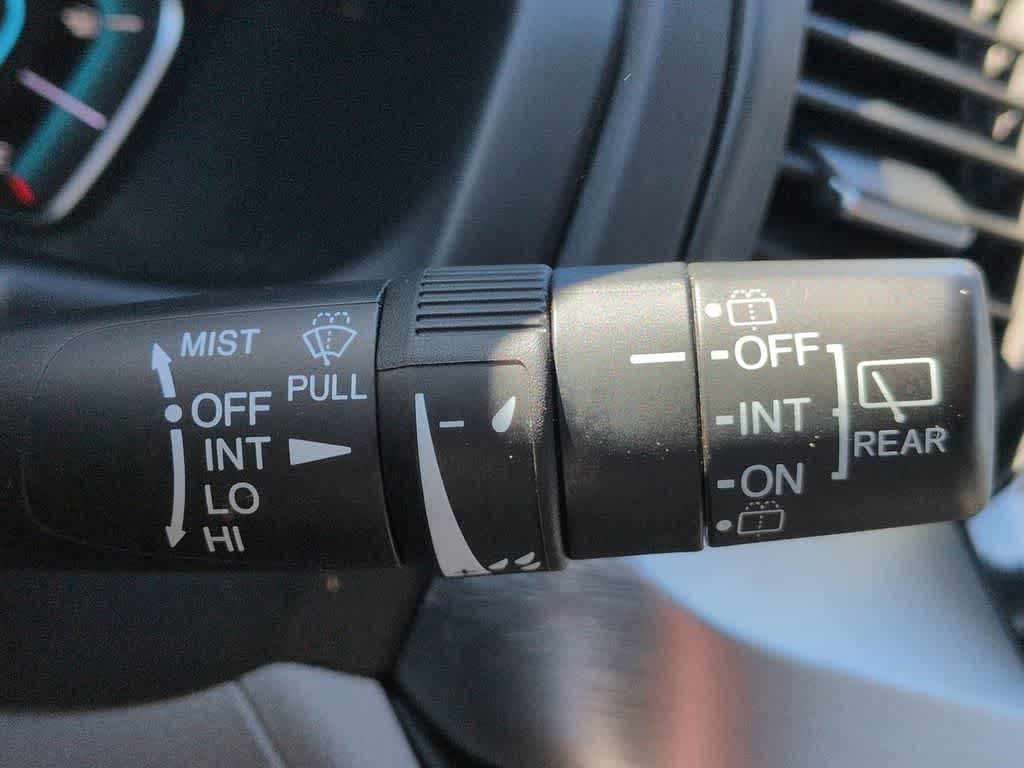 MIST
PULL
OFF
INT
LO
HI
OFF
INT
ON
REAR